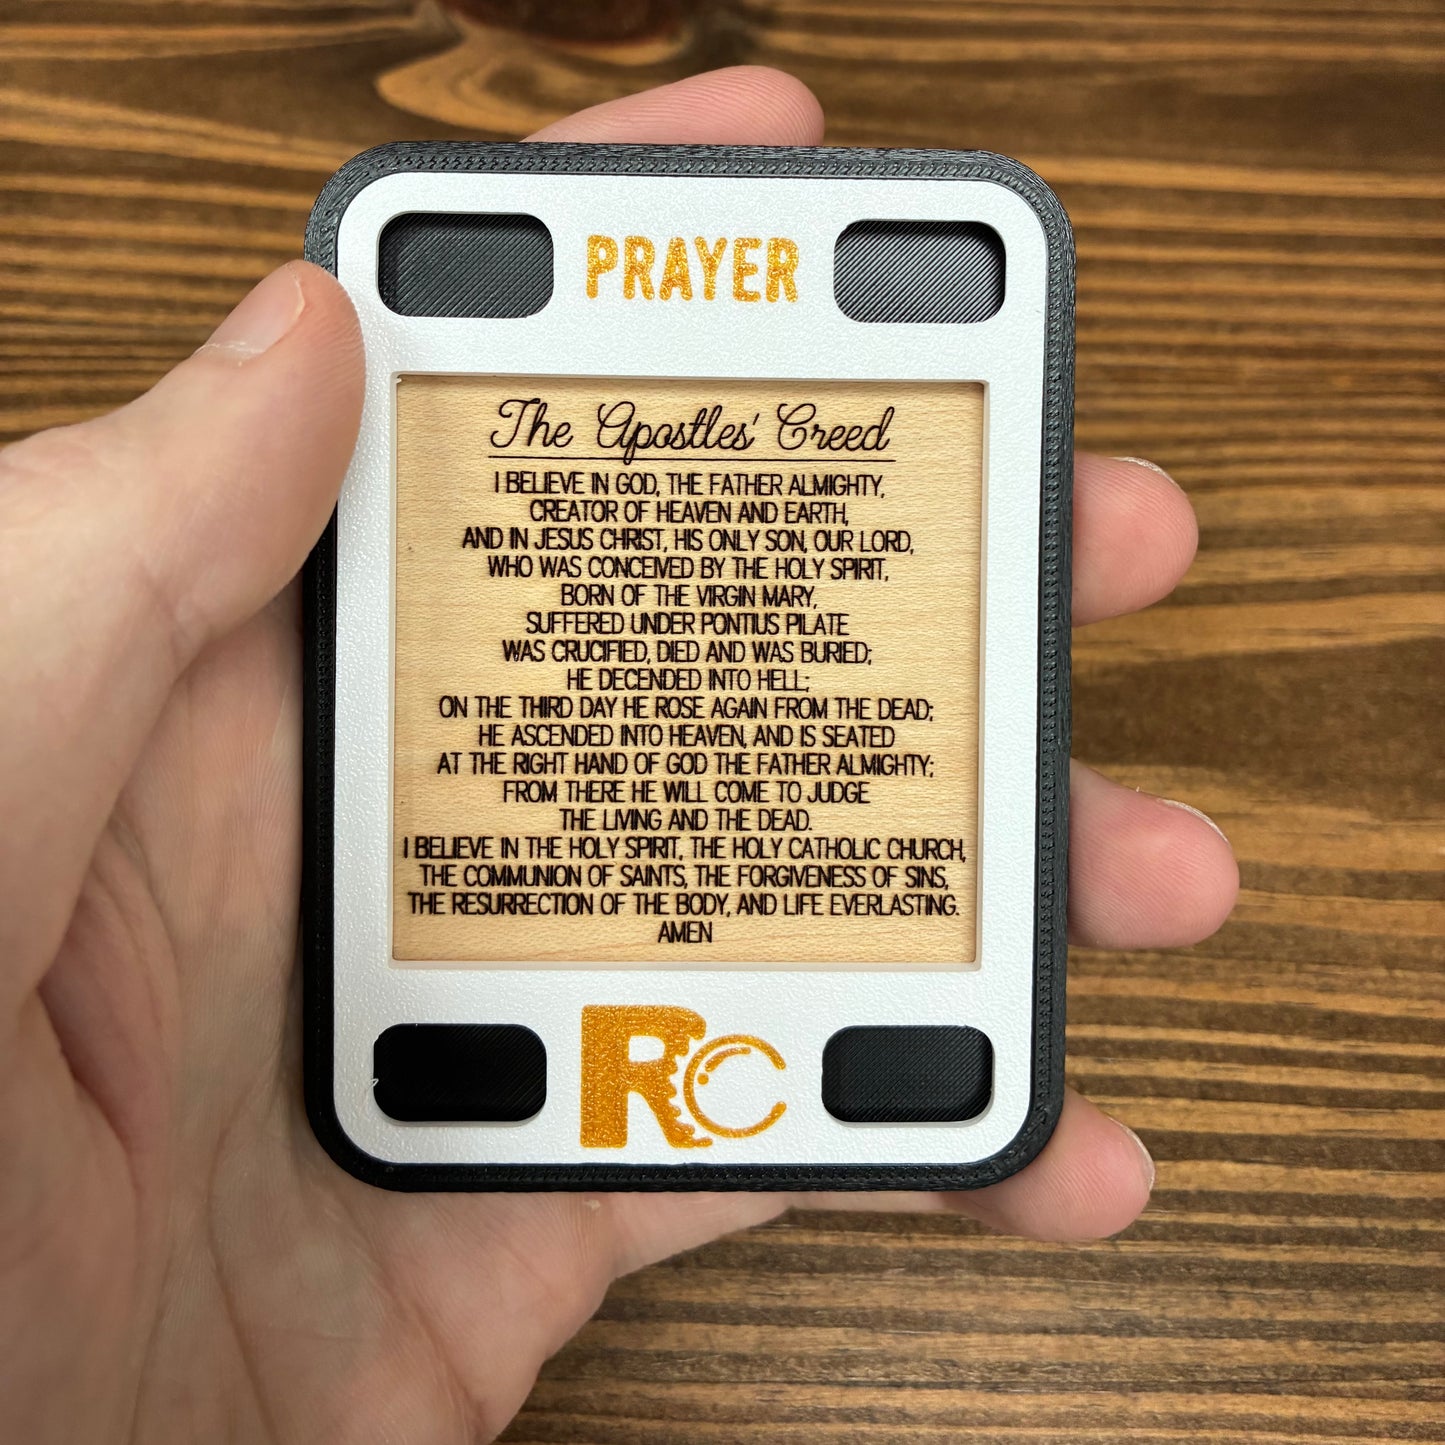 PRAYER
The Apostles' Creed
I BELIEVE IN GOD, THE FATHER ALMIGHTY,
CREATOR OF HEAVEN AND EARTH,
AND IN JESUS CHRIST, HIS ONLY SON, OUR LORD,
WHO WAS CONCEIVED BY THE HOLY SPIRIT,
BORN OF THE VIRGIN MARY,
SUFFERED UNDER PONTIUS PILATE
WAS CRUCIFIED, DIED AND WAS BURIED;
HE DECENDED INTO HELL;
ON THE THIRD DAY HE ROSE AGAIN FROM THE DEAD;
HE ASCENDED INTO HEAVEN, AND IS SEATED
AT THE RIGHT HAND OF GOD THE FATHER ALMIGHTY;
FROM THERE HE WILL COME TO JUDGE
THE LIVING AND THE DEAD.
I BELIEVE IN THE HOLY SPIRIT, THE HOLY CATHOLIC CHURCH,
THE COMMUNION OF SAINTS, THE FORGIVENESS OF SINS,
THE RESURRECTION OF THE BODY, AND LIFE EVERLASTING.
AMEN
RC